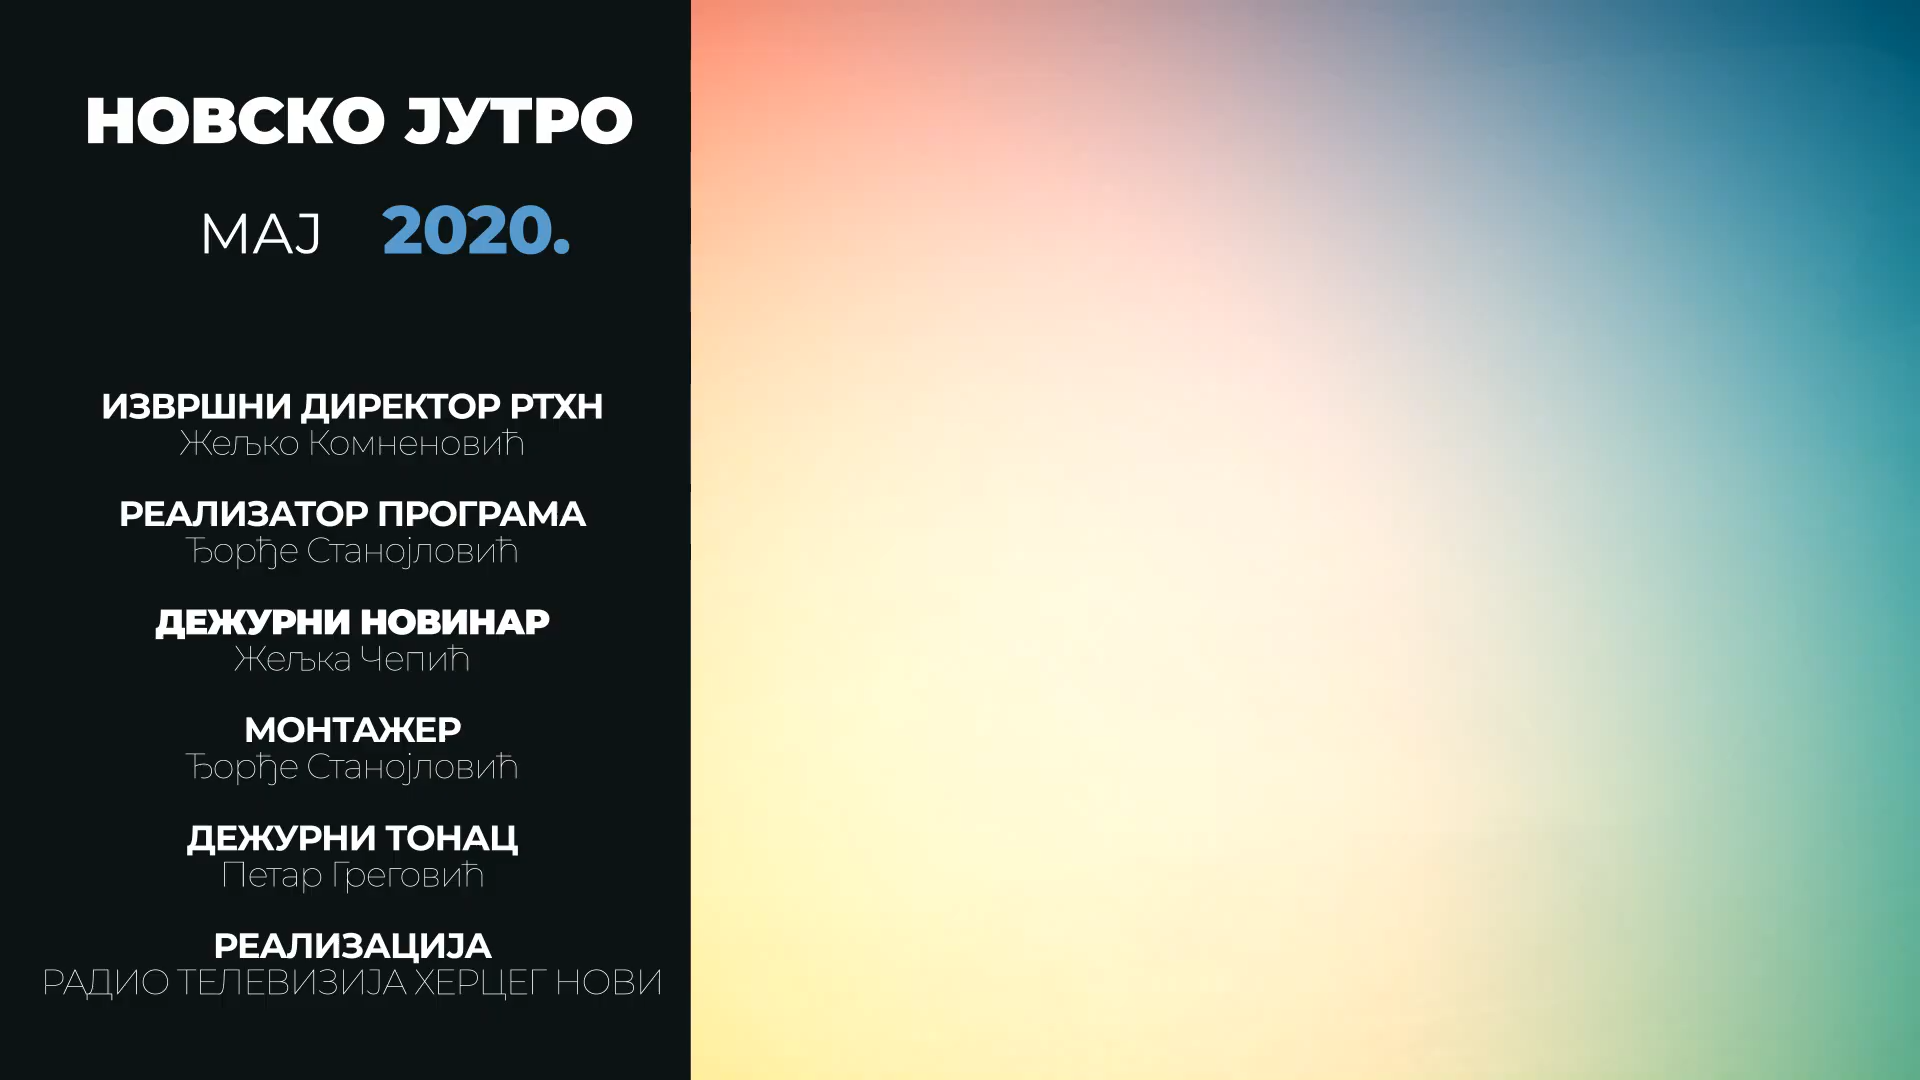 НОВСКО ЈУТРО
МАЈ 2020.
ИЗВРШНИ ДИРЕКТОР РТХН
Жељко Комненовић
РЕАЛИЗАТОР ПРОГРАМА
Ђорђе Станојловић
ДЕЖУРНИ НОВИНАР
Жељка Чепић
МОНТАЖЕР
Ђорђе Станојловић
ДЕЖУРНИ ТОНАЦ
Петар Греговић
РЕАЛИЗАЦИЈА
РАДИО ТЕЛЕВИЗИЈА ХЕРЦЕГ НОВИ